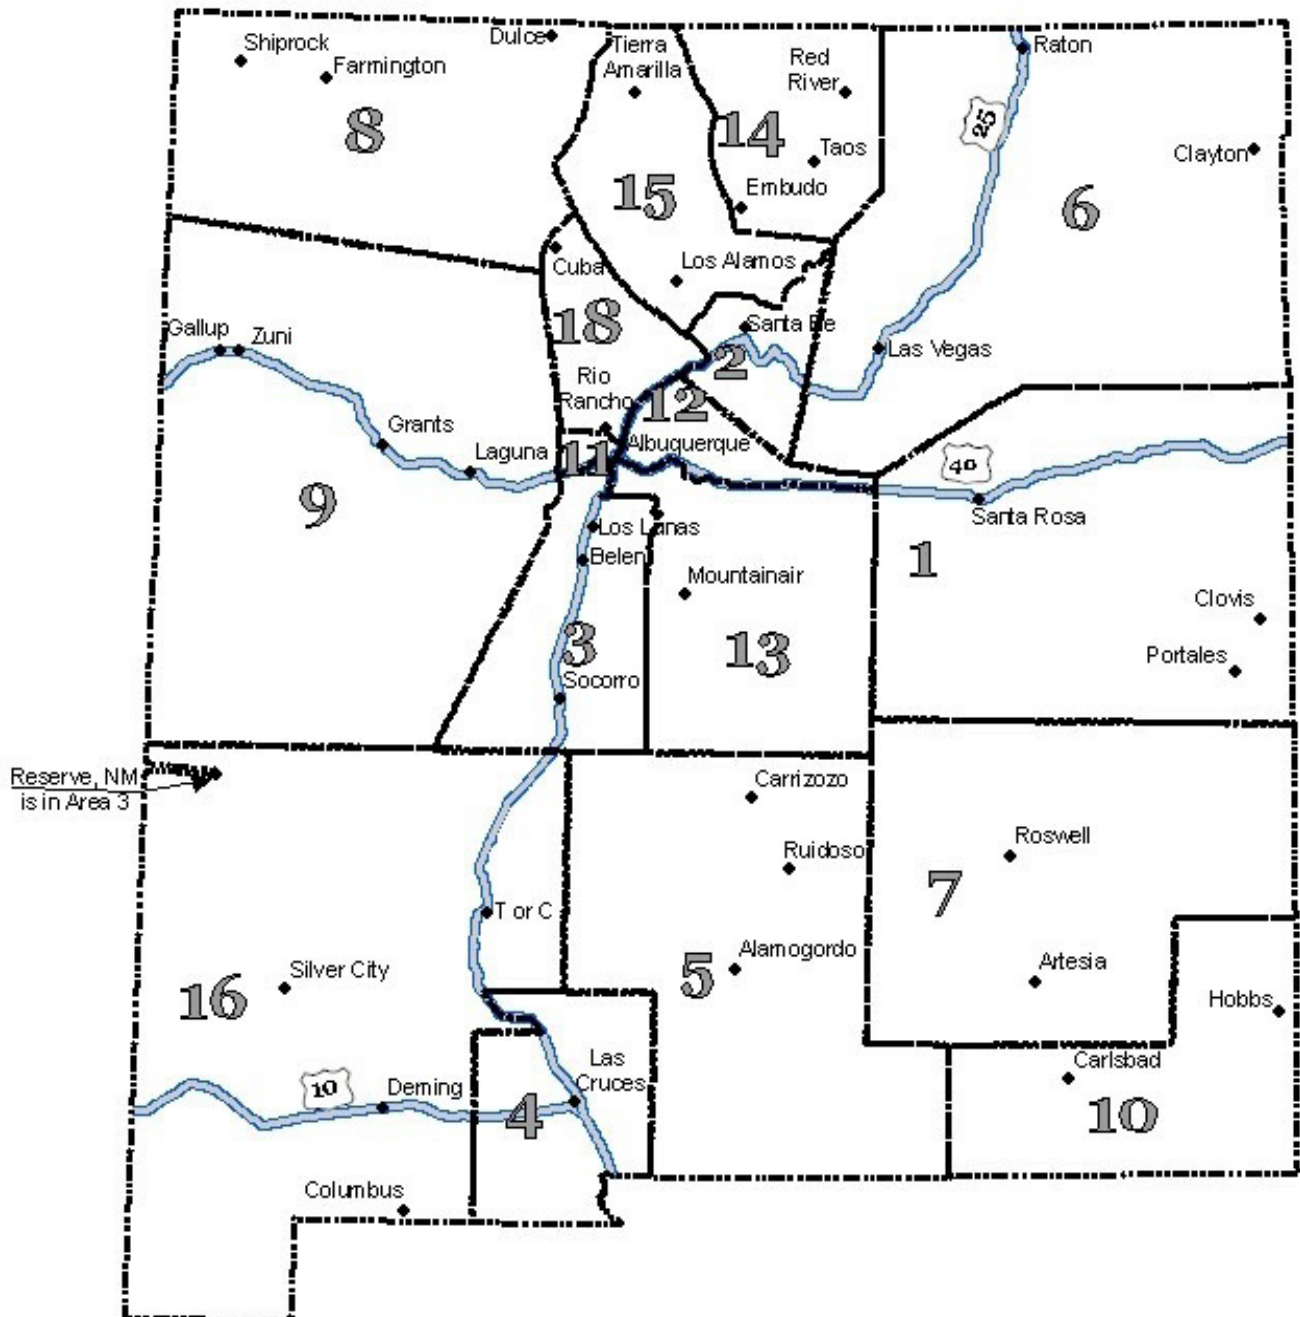 Shiprock
Farmington
Dulce
Tierra
Amarilla
Red
River
Raton
8
14
25
Taos
Clayton
15
Embudo
6
Cuba
Los Alamos
18
Gallup
Zuni
Santa Fe
2
Las Vegas
Rio
Rancho
12
Grants
Laguna
11
Albuquerque
40
9
Santa Rosa
Los Lunas
Belen
1
Mountainair
Clovis
3
13
Portales
Socorro
Reserve, NM
is in Area 3
Carrizozo
Ruidoso
Roswell
7
T or C
Alamogordo
5
Artesia
Silver City
16
Hobbs
Las
Cruces
Carlsbad
10
Deming
4
10
Columbus